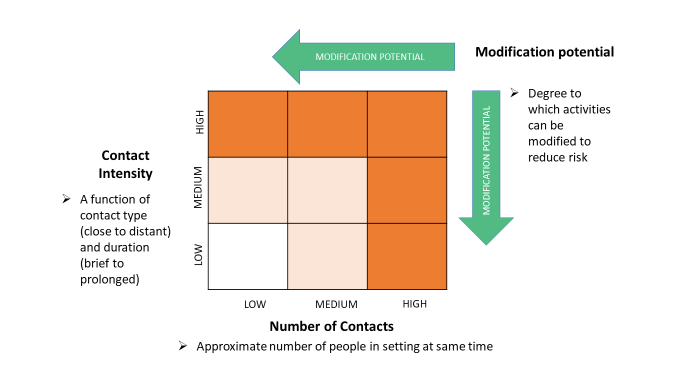 MODIFICATION POTENTIAL
Modification potential
➢ Degree to
which activities
can be
modified to
reduce risk
MODIFICATION POTENTIAL
Contact
Intensity
➢ A function of
contact type
(close to distant)
and duration
(brief to
prolonged)
HIGH
MEDIUM
LOW
LOW MEDIUM HIGH
Number of Contacts
➢ Approximate number of people in setting at same time